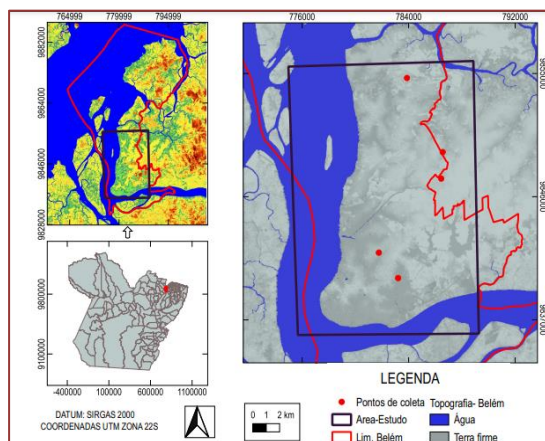 764999 779999 794999
9882000
9864000
9846000
9828000
9800000
9100000
-400000 100000 600000 1100000
DATUM: SIRGAS 2000
COORDENADAS UTM ZONA 22S
776000 784000 792000
9846000
9837000
0 1 2 km
LEGENDA
Pontos de coleta
Area-Estudo
Lim. Belém
Topografia- Belém
Água
Terra firme